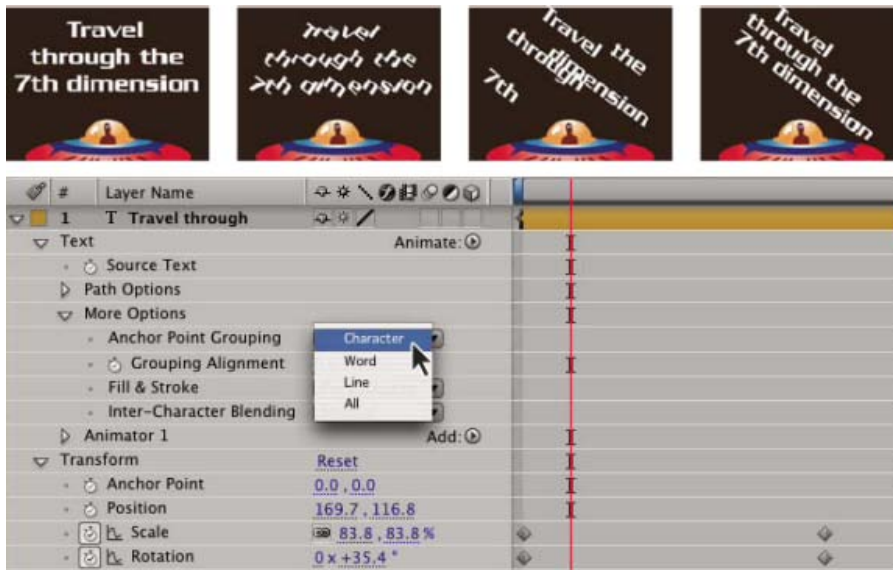 Travel
through the
7th dimension
Travel
through the
7th dimension
Travel the
through
dimension
7th
Travel
through the
7th dimension
# Layer Name
1 T Travel through
Text Animate:
Source Text
Path Options
More Options
Anchor Point Grouping Character
Grouping Alignment Word
Fill & Stroke Line
Inter-Character Blending All
Animator 1 Add:
Transform Reset
Anchor Point 0.0 , 0.0
Position 169.7 , 116.8
Scale 83.8 , 83.8 %
Rotation 0 x +35.4 °